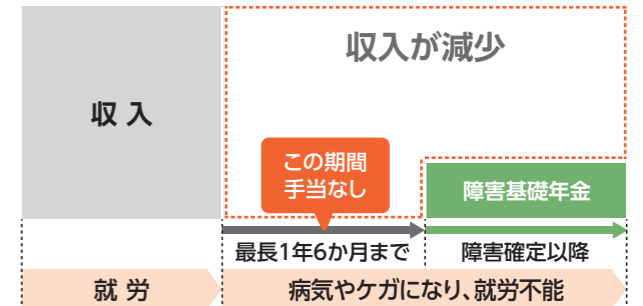 収入が減少
収 入
この期間
手当なし
障害基礎年金
最長1年6か月まで
障害確定以降
就 労
病気やケガになり、就労不能